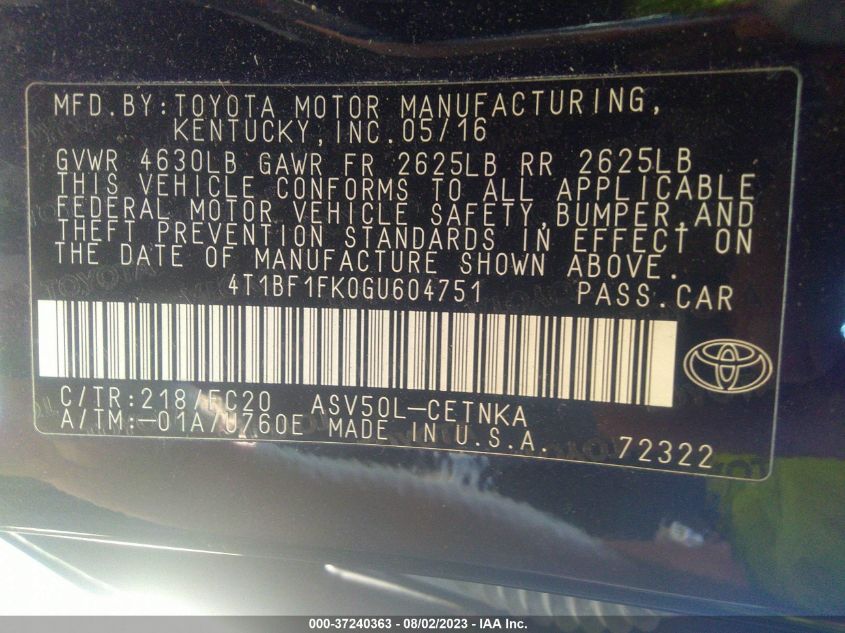 MFD.BY:TOYOTA MOTOR MANUFACTURING,
KENTUCKY,INC.05/16
GVWR 4630LB GAWR FR 2625LB RR 2625LB
THIS VEHICLE CONFORMS TO ALL APPLICABLE
FEDERAL MOTOR VEHICLE SAFETY,BUMPER,AND
THEFT PREVENTION STANDARDS IN EFFECT ON
THE DATE OF MANUFACTURE SHOWN ABOVE.
4T1BF1FK0GU604751 PASS.CAR
C/TR:218/FC20 ASV50L-CETNKA
A/TM:-01A/U760E MADE IN U.S.A. 72322
000-37240363 - 08/02/2023 - IAA Inc.